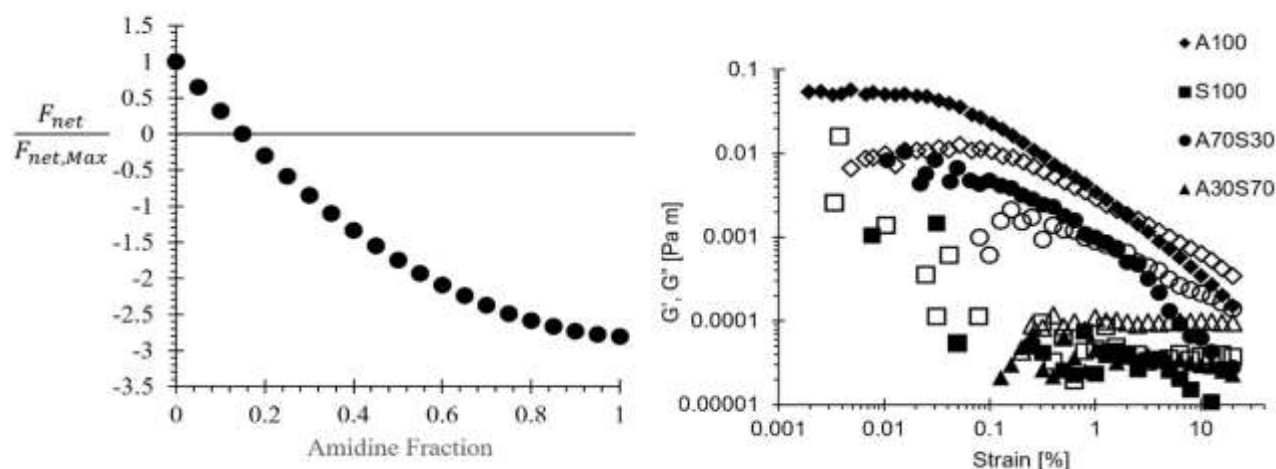 1.5
1
0.5
0
-0.5
-1
-1.5
-2
-2.5
-3
-3.5
F_net
F_net,Max
0 0.2 0.4 0.6 0.8 1
Amidine Fraction
A100
S100
A70S30
A30S70
0.1
0.01
0.001
0.0001
0.00001
G', G" [Pa m]
0.001 0.01 0.1 1 10
Strain [%]